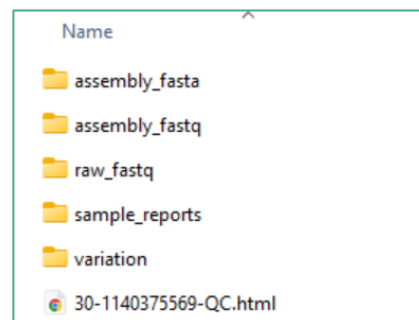 Name
assembly_fasta
assembly_fastq
raw_fastq
sample_reports
variation
30-1140375569-QC.html